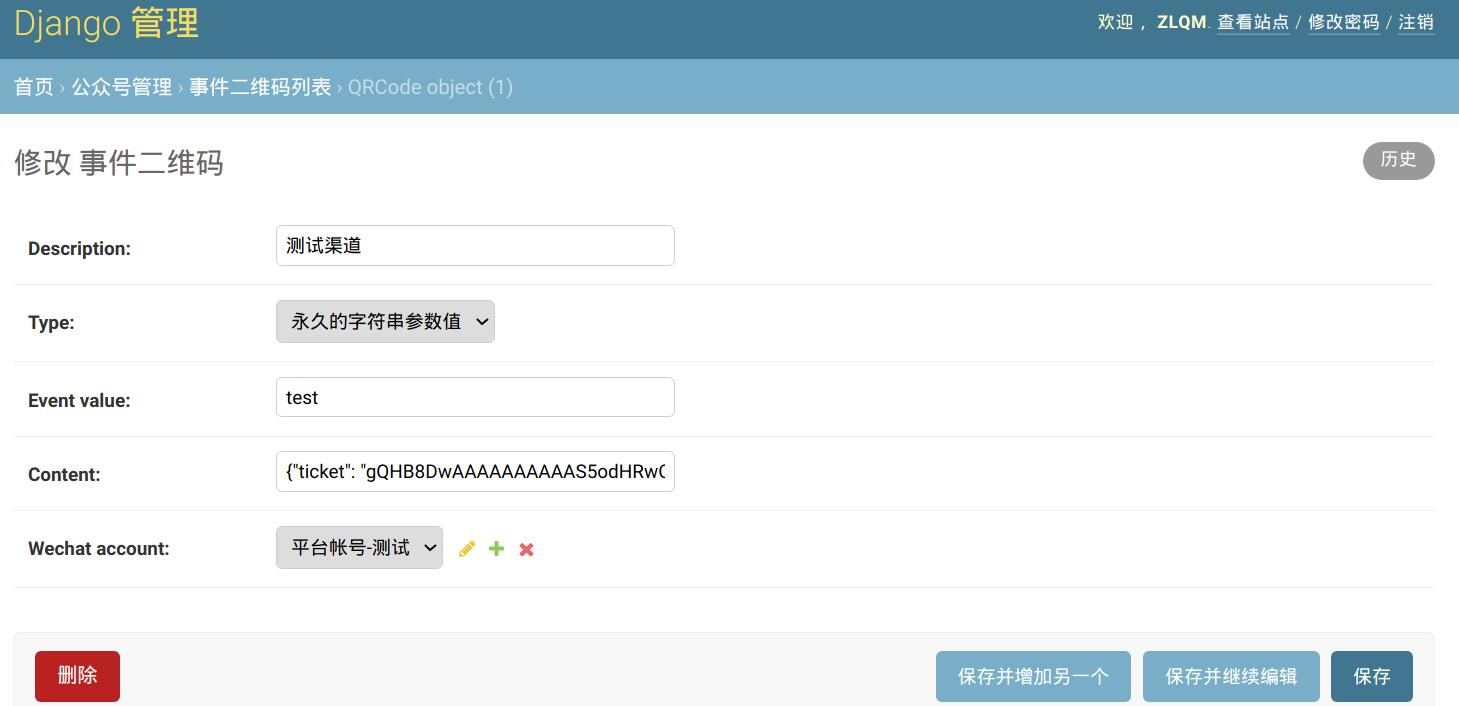 Django 管理
欢迎， ZLQM. 查看站点 / 修改密码 / 注销
首页 › 公众号管理 › 事件二维码列表 › QRCode object (1)
修改 事件二维码
历史
Description: 测试渠道
Type: 永久的字符串参数值
Event value: test
Content: {"ticket": "gQHB8DwAAAAAAAAAAS5odHRwC
Wechat account: 平台帐号-测试
删除 保存并增加另一个 保存并继续编辑 保存